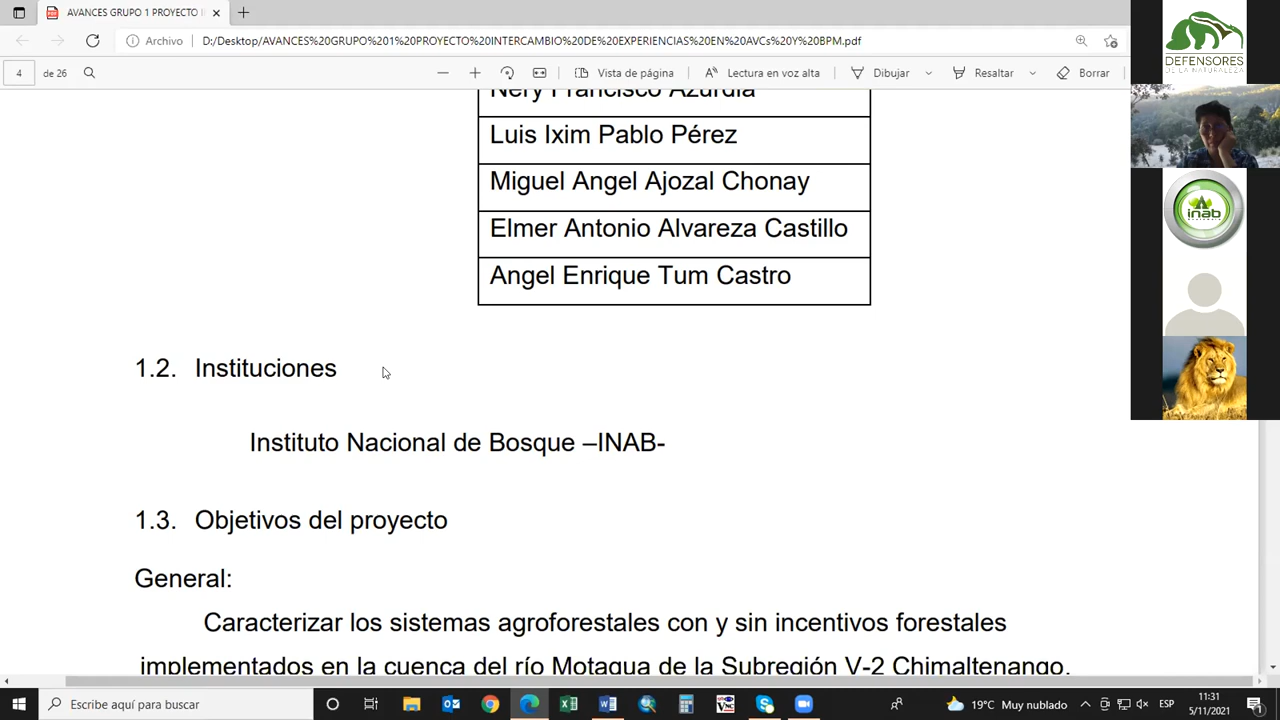 AVANCES GRUPO 1 PROYECTO I
Archivo
D:/Desktop/AVANCES%20GRUPO%201%20PROYECTO%20INTERCAMBIO%20DE%20EXPERIENCIAS%20EN%20AVCs%20Y%20BPM.pdf
4 de 26
Vista de página
Lectura en voz alta
Dibujar
Resaltar
Borrar
DEFENSORES
DE LA NATURALEZA
inab
Nery Francisco Azurdia
Luis Ixim Pablo Pérez
Miguel Angel Ajozal Chonay
Elmer Antonio Alvareza Castillo
Angel Enrique Tum Castro
1.2. Instituciones
Instituto Nacional de Bosque –INAB-
1.3. Objetivos del proyecto
General:
Caracterizar los sistemas agroforestales con y sin incentivos forestales
implementados en la cuenca del río Motagua de la Subregión V-2 Chimaltenango.
Escribe aquí para buscar
19°C Muy nublado
ESP
11:31
5/11/2021